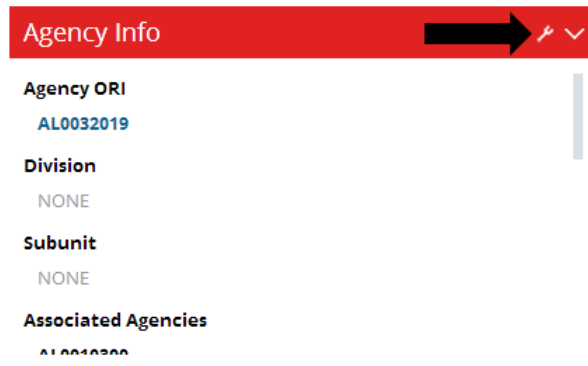 Agency Info
Agency ORI
AL0032019
Division
NONE
Subunit
NONE
Associated Agencies